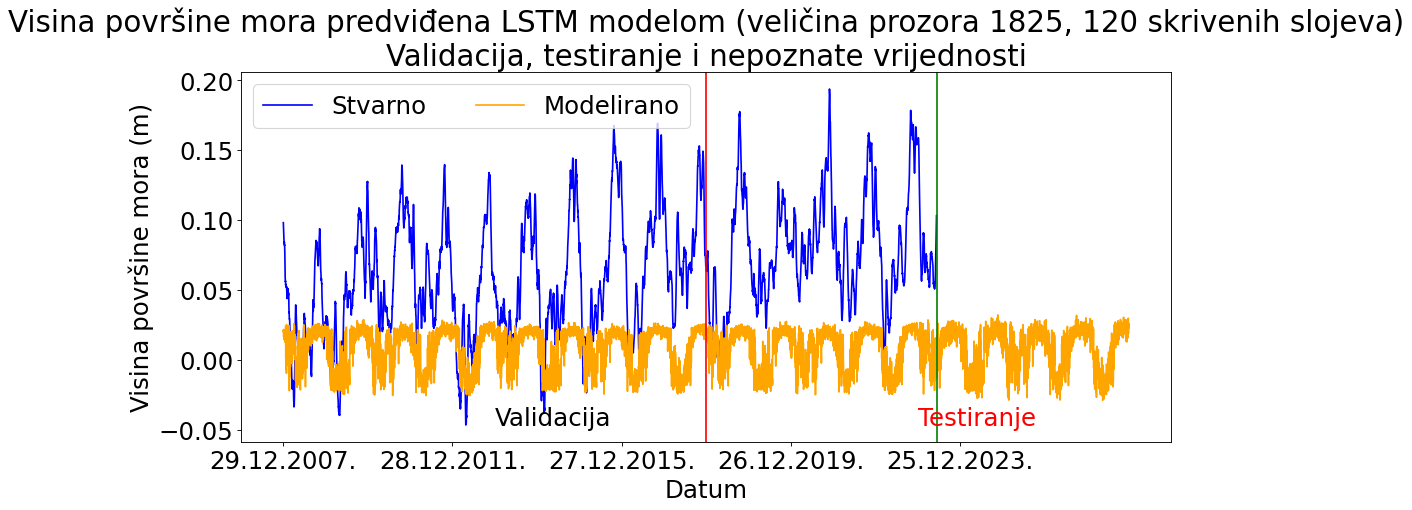 Visina površine mora predviđena LSTM modelom (veličina prozora 1825, 120 skrivenih slojeva)
Validacija, testiranje i nepoznate vrijednosti
Stvarno
Modelirano
Visina površine mora (m)
0.20
0.15
0.10
0.05
0.00
−0.05
Validacija
Testiranje
29.12.2007.
28.12.2011.
27.12.2015.
26.12.2019.
25.12.2023.
Datum